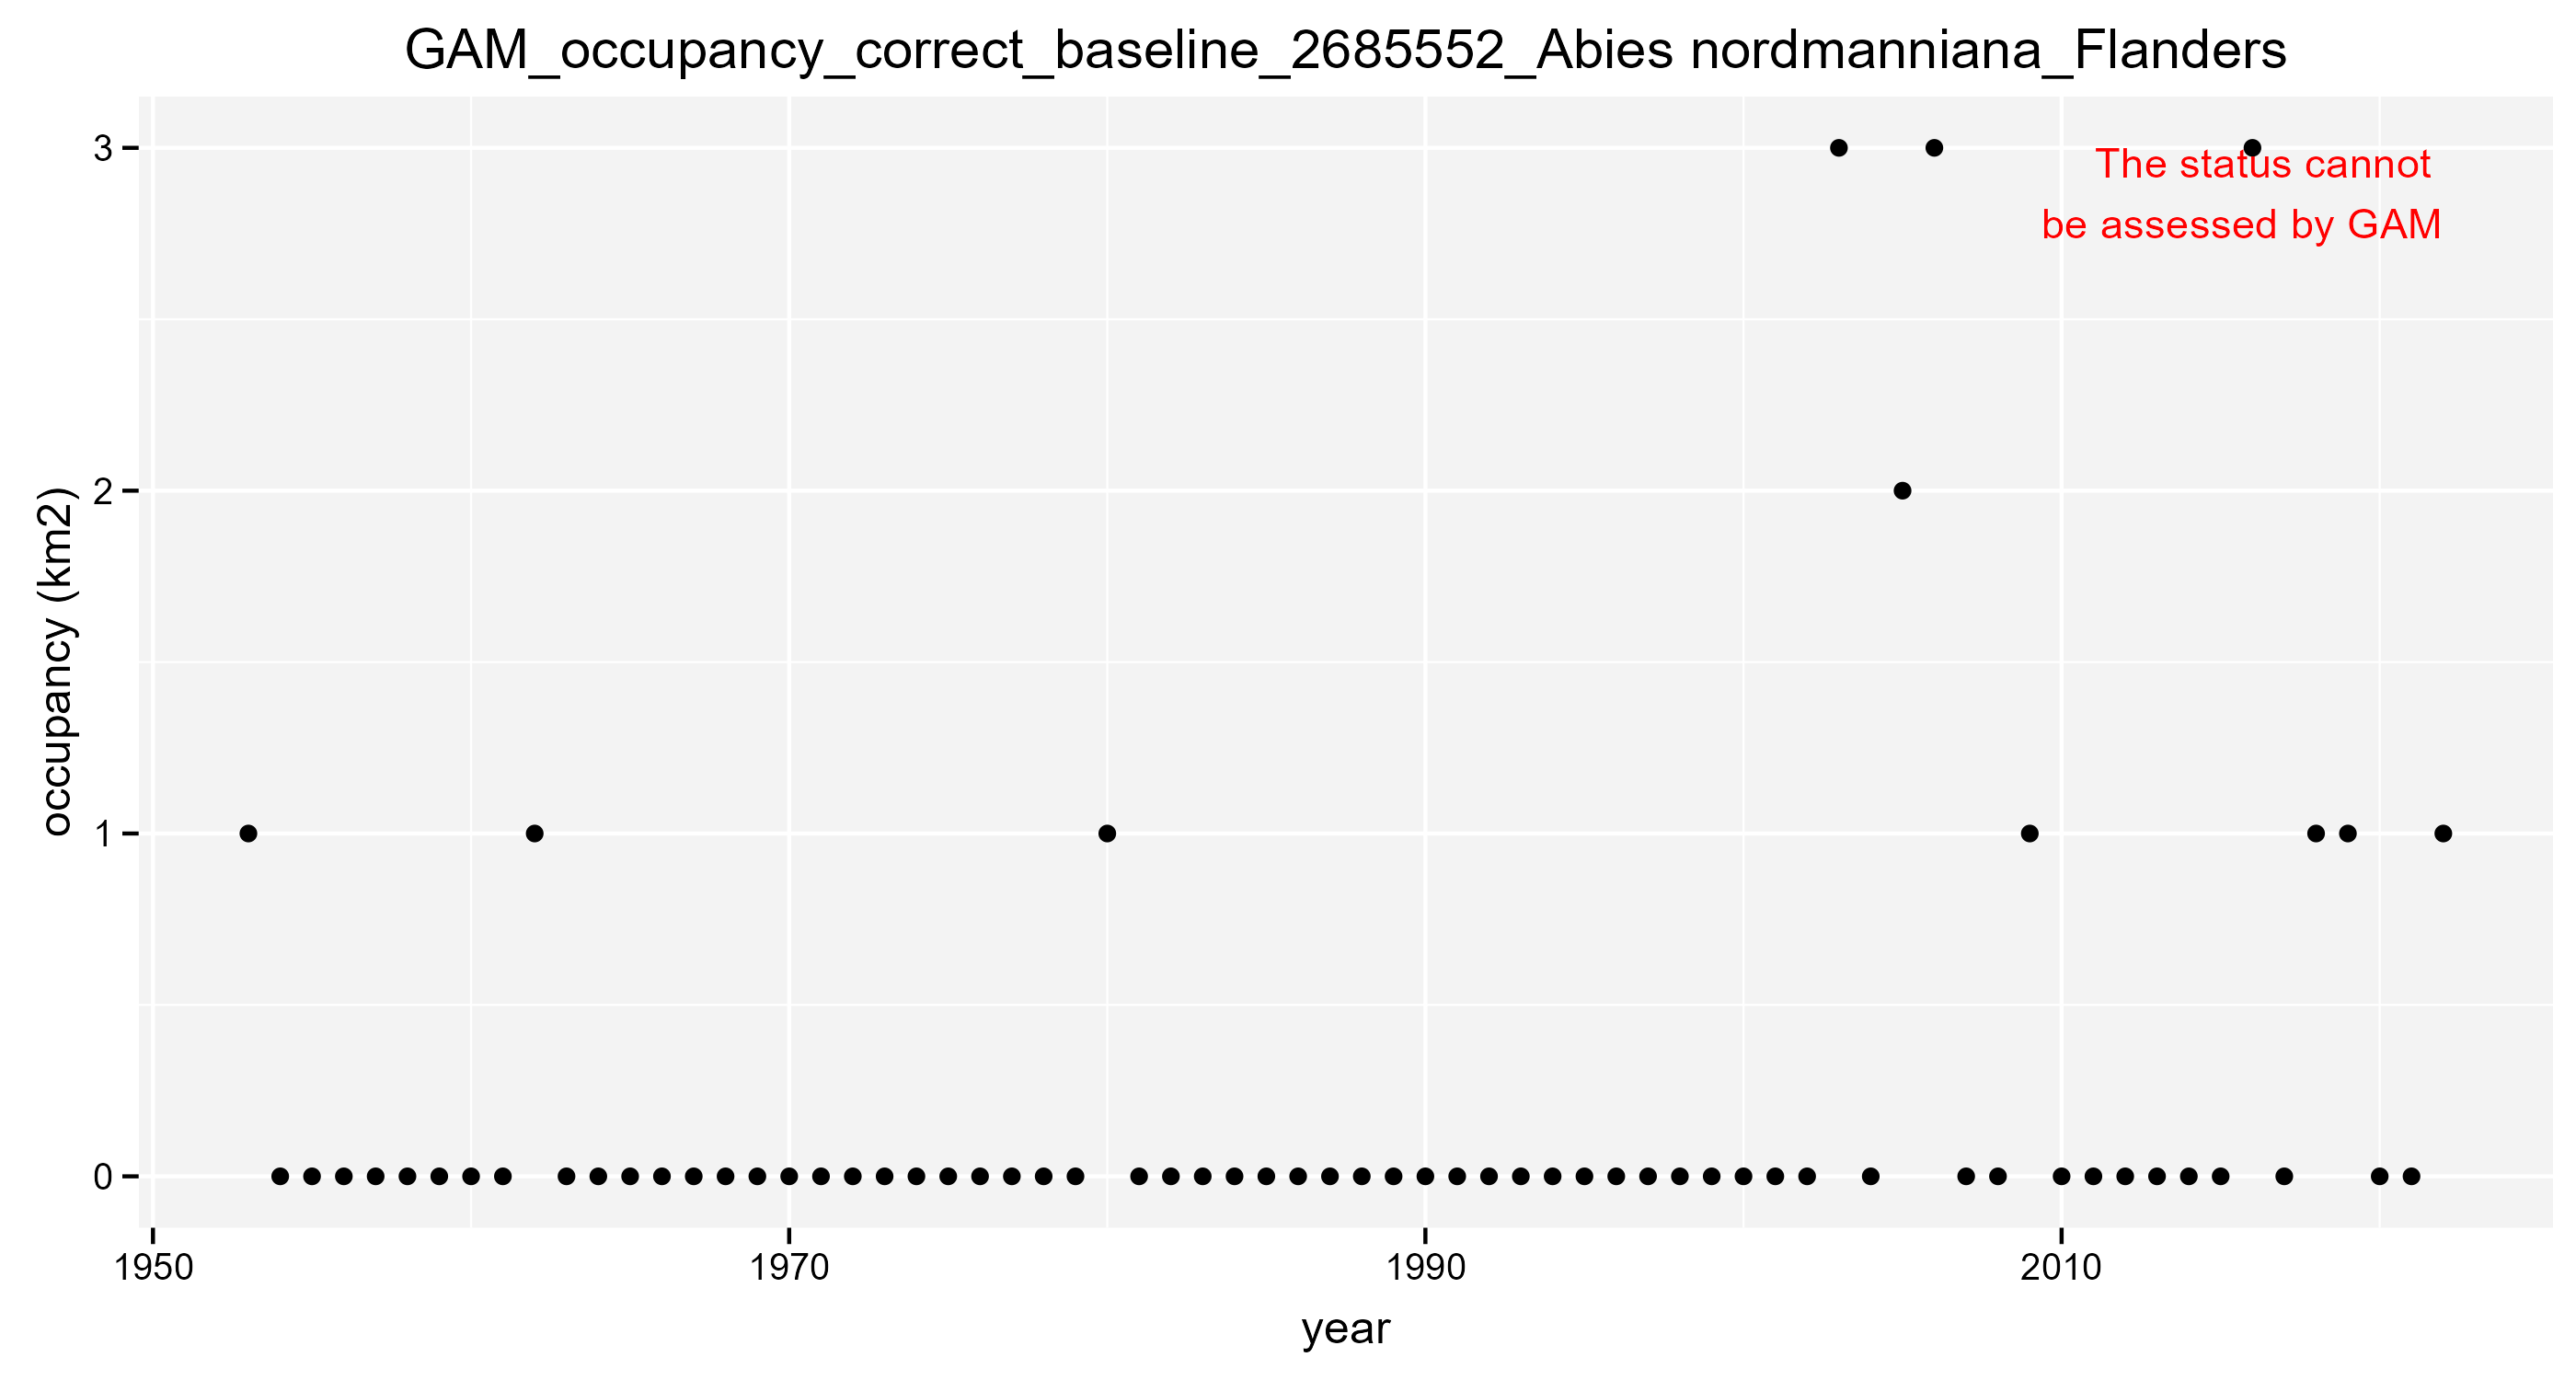 GAM_occupancy_correct_baseline_2685552_Abies nordmanniana_Flanders
3
The status cannot
be assessed by GAM
2
occupancy (km2)
1
0
1950 1970 1990 2010
year